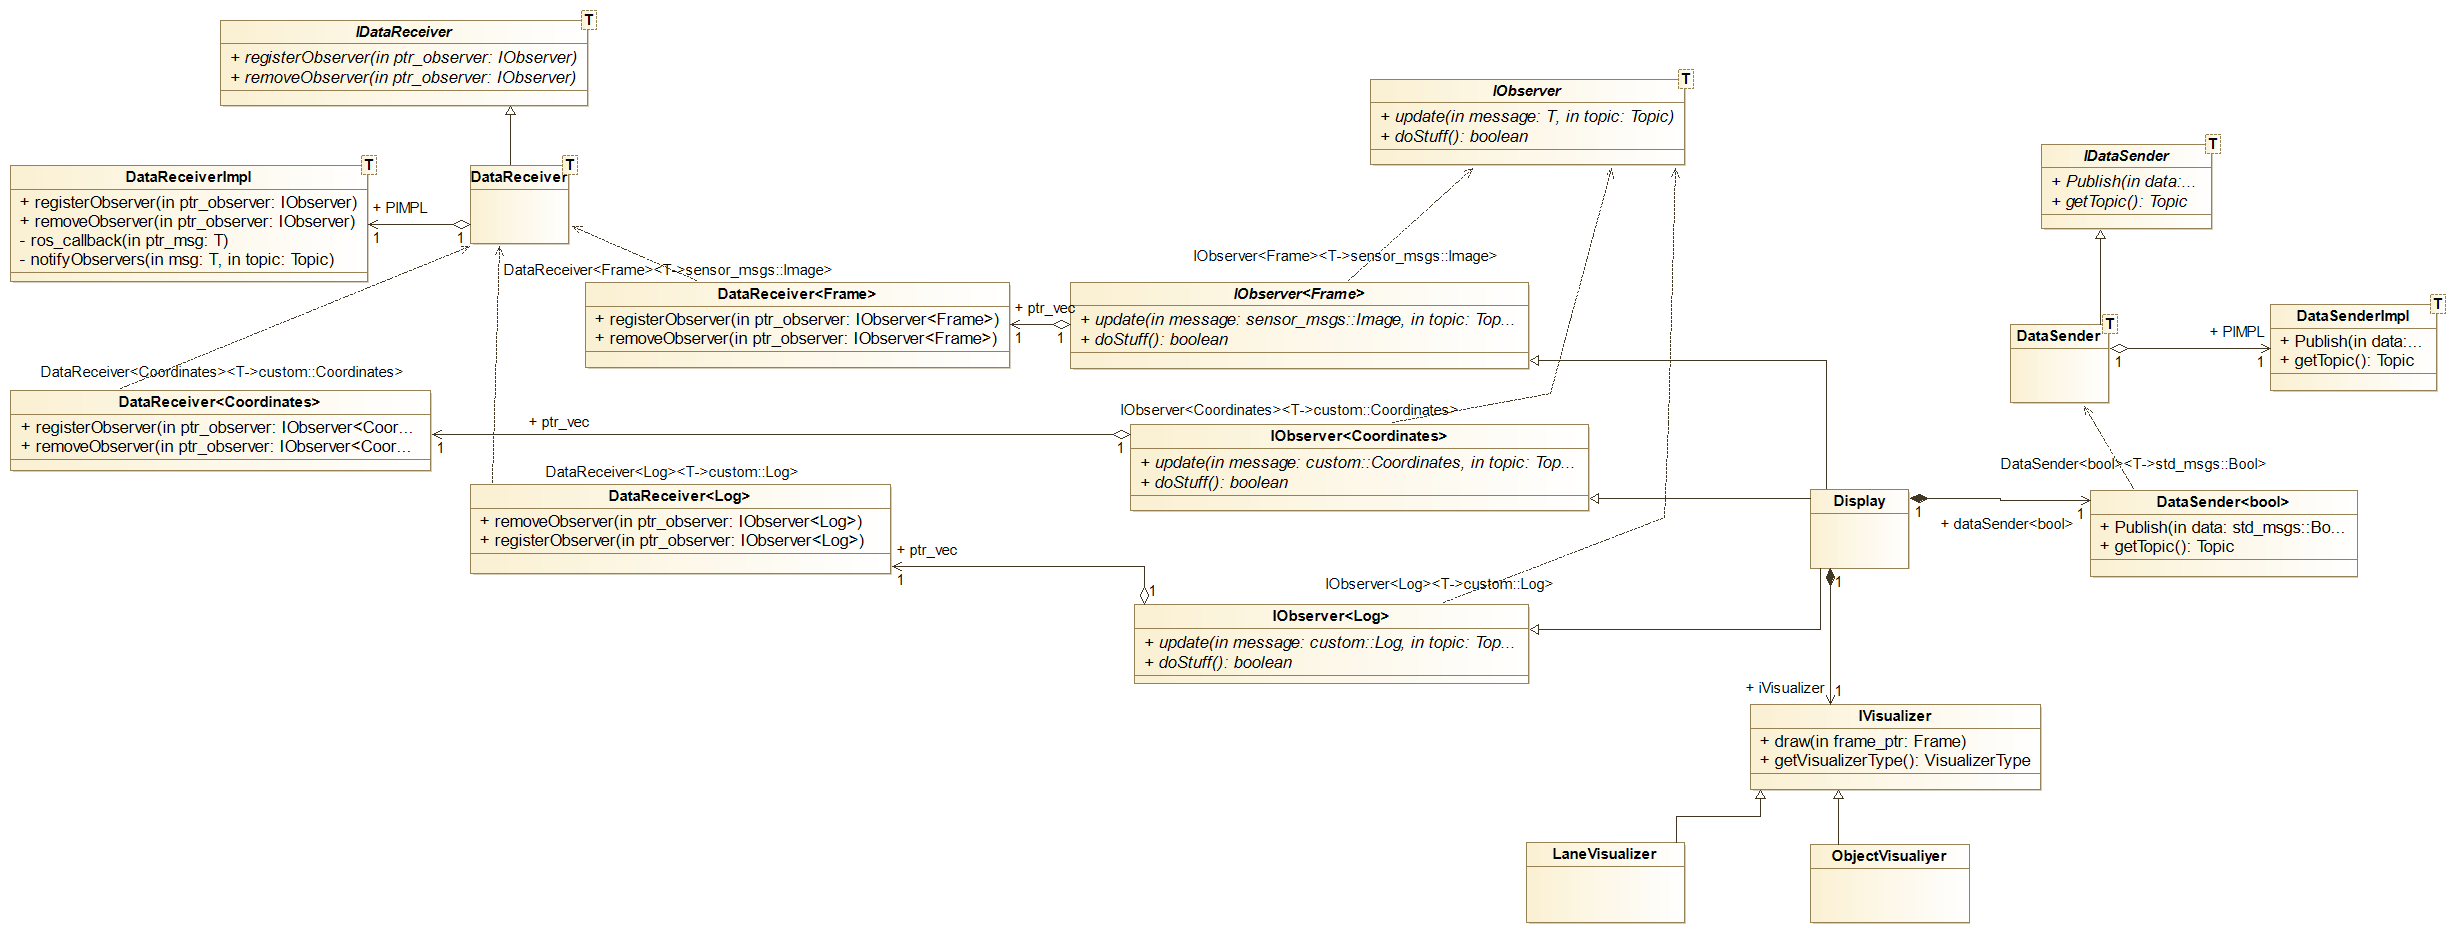 T
IDataReceiver
+ registerObserver(in ptr_observer: IObserver)
+ removeObserver(in ptr_observer: IObserver)
T
DataReceiverImpl
+ registerObserver(in ptr_observer: IObserver)
+ removeObserver(in ptr_observer: IObserver)
- ros_callback(in ptr_msg: T)
- notifyObservers(in msg: T, in topic: Topic)
+ PIMPL
1
1
T
DataReceiver
T
IObserver
+ update(in message: T, in topic: Topic)
+ doStuff(): boolean
T
IDataSender
+ Publish(in data:...
+ getTopic(): Topic
DataReceiver<Frame><T->sensor_msgs::Image>
DataReceiver<Frame>
+ registerObserver(in ptr_observer: IObserver<Frame>)
+ removeObserver(in ptr_observer: IObserver<Frame>)
+ ptr_vec
1
1
IObserver<Frame><T->sensor_msgs::Image>
IObserver<Frame>
+ update(in message: sensor_msgs::Image, in topic: Top...
+ doStuff(): boolean
T
DataSender
+ PIMPL
1
1
T
DataSenderImpl
+ Publish(in data:...
+ getTopic(): Topic
DataReceiver<Coordinates><T->custom::Coordinates>
DataReceiver<Coordinates>
+ registerObserver(in ptr_observer: IObserver<Coor...
+ removeObserver(in ptr_observer: IObserver<Coor...
1
+ ptr_vec
1
IObserver<Coordinates><T->custom::Coordinates>
IObserver<Coordinates>
+ update(in message: custom::Coordinates, in topic: Top...
+ doStuff(): boolean
DataReceiver<Log><T->custom::Log>
DataReceiver<Log>
+ removeObserver(in ptr_observer: IObserver<Log>)
+ registerObserver(in ptr_observer: IObserver<Log>)
+ ptr_vec
1
1
IObserver<Log><T->custom::Log>
IObserver<Log>
+ update(in message: custom::Log, in topic: Top...
+ doStuff(): boolean
Display
1
+ dataSender<bool>
1
DataSender<bool><T->std_msgs::Bool>
DataSender<bool>
+ Publish(in data: std_msgs::Bo...
+ getTopic(): Topic
1
+ iVisualizer
1
IVisualizer
+ draw(in frame_ptr: Frame)
+ getVisualizerType(): VisualizerType
LaneVisualizer
ObjectVisualiyer